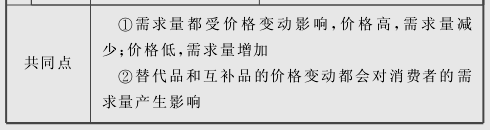 共同点
①需求量都受价格变动影响,价格高,需求量减
少;价格低,需求量增加
②替代品和互补品的价格变动都会对消费者的需
求量产生影响